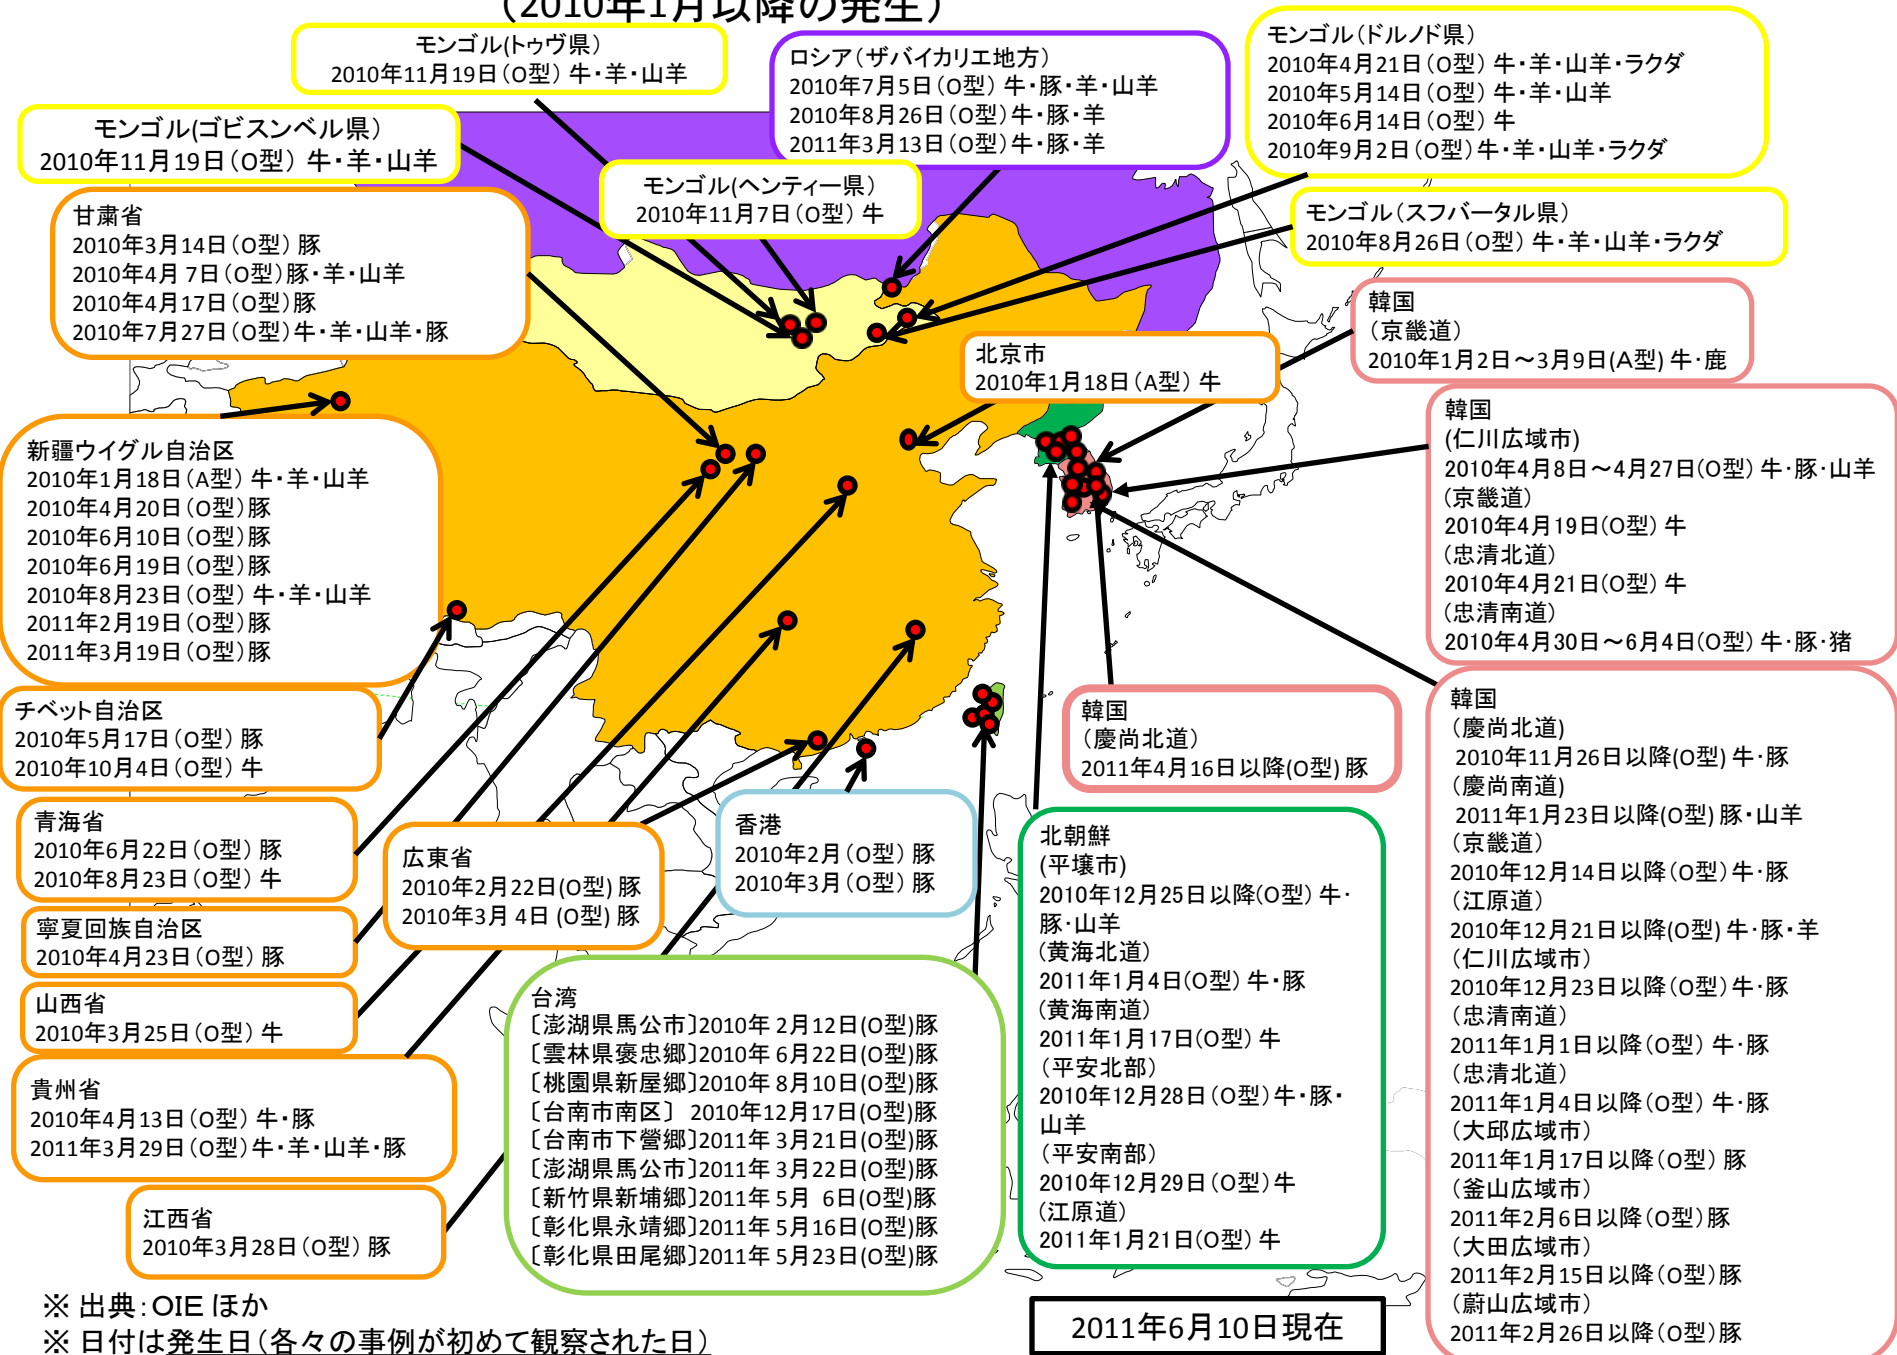 (2010年1月以降の発生)
モンゴル(トゥヴ県)
2010年11月19日(O型) 牛・羊・山羊
ロシア(ザバイカリエ地方)
2010年7月5日(O型) 牛・豚・羊・山羊
2010年8月26日(O型)牛・豚・羊
2011年3月13日(O型)牛・豚・羊
モンゴル(ドルノド県)
2010年4月21日(O型) 牛・羊・山羊・ラクダ
2010年5月14日(O型) 牛・羊・山羊
2010年6月14日(O型) 牛
2010年9月2日(O型)牛・羊・山羊・ラクダ
モンゴル(ゴビスンベル県)
2010年11月19日(O型) 牛・羊・山羊
モンゴル(ヘンティー県)
2010年11月7日(O型) 牛
モンゴル(スフバータル県)
2010年8月26日(O型) 牛・羊・山羊・ラクダ
甘粛省
2010年3月14日(O型) 豚
2010年4月 7日(O型)豚・羊・山羊
2010年4月17日(O型)豚
2010年7月27日(O型)牛・羊・山羊・豚
韓国
(京畿道)
2010年1月2日~3月9日(A型) 牛・鹿
北京市
2010年1月18日(A型) 牛
韓国
(仁川広域市)
2010年4月8日~4月27日(O型) 牛・豚・山羊
(京畿道)
2010年4月19日(O型) 牛
(忠清北道)
2010年4月21日(O型) 牛
(忠清南道)
2010年4月30日~6月4日(O型) 牛・豚・猪
新疆ウイグル自治区
2010年1月18日(A型) 牛・羊・山羊
2010年4月20日(O型)豚
2010年6月10日(O型)豚
2010年6月19日(O型)豚
2010年8月23日(O型) 牛・羊・山羊
2011年2月19日(O型)豚
2011年3月19日(O型)豚
チベット自治区
2010年5月17日(O型) 豚
2010年10月4日(O型) 牛
韓国
(慶尚北道)
2011年4月16日以降(O型) 豚
韓国
(慶尚北道)
2010年11月26日以降(O型) 牛・豚
(慶尚南道)
2011年1月23日以降(O型) 豚・山羊
(京畿道)
2010年12月14日以降(O型)牛・豚
(江原道)
2010年12月21日以降(O型) 牛・豚・羊
(仁川広域市)
2010年12月23日以降(O型)牛・豚
(忠清南道)
2011年1月1日以降(O型) 牛・豚
(忠清北道)
2011年1月4日以降(O型) 牛・豚
(大邱広域市)
2011年1月17日以降(O型) 豚
(釜山広域市)
2011年2月6日以降(O型)豚
(大田広域市)
2011年2月15日以降(O型)豚
(蔚山広域市)
2011年2月26日以降(O型)豚
青海省
2010年6月22日(O型) 豚
2010年8月23日(O型) 牛
広東省
2010年2月22日(O型) 豚
2010年3月 4日 (O型) 豚
香港
2010年2月(O型) 豚
2010年3月(O型) 豚
北朝鮮
(平壌市)
2010年12月25日以降(O型) 牛・
豚・山羊
(黄海北道)
2011年1月4日(O型) 牛・豚
(黄海南道)
2011年1月17日(O型) 牛
(平安北部)
2010年12月28日(O型)牛・豚・
山羊
(平安南部)
2010年12月29日(O型)牛
(江原道)
2011年1月21日(O型) 牛
寧夏回族自治区
2010年4月23日(O型) 豚
山西省
2010年3月25日(O型) 牛
台湾
〔澎湖県馬公市〕2010年 2月12日(O型)豚
〔雲林県褒忠郷〕2010年 6月22日(O型)豚
〔桃園県新屋郷〕2010年 8月10日(O型)豚
〔台南市南区〕 2010年12月17日(O型)豚
〔台南市下營郷〕2011年 3月21日(O型)豚
〔澎湖県馬公市〕2011年 3月22日(O型)豚
〔新竹県新埔郷〕2011年 5月 6日(O型)豚
〔彰化県永靖郷〕2011年 5月16日(O型)豚
〔彰化県田尾郷〕2011年 5月23日(O型)豚
貴州省
2010年4月13日(O型) 牛・豚
2011年3月29日(O型)牛・羊・山羊・豚
江西省
2010年3月28日(O型) 豚
※ 出典:OIE ほか
※ 日付は発生日(各々の事例が初めて観察された日)
2011年6月10日現在